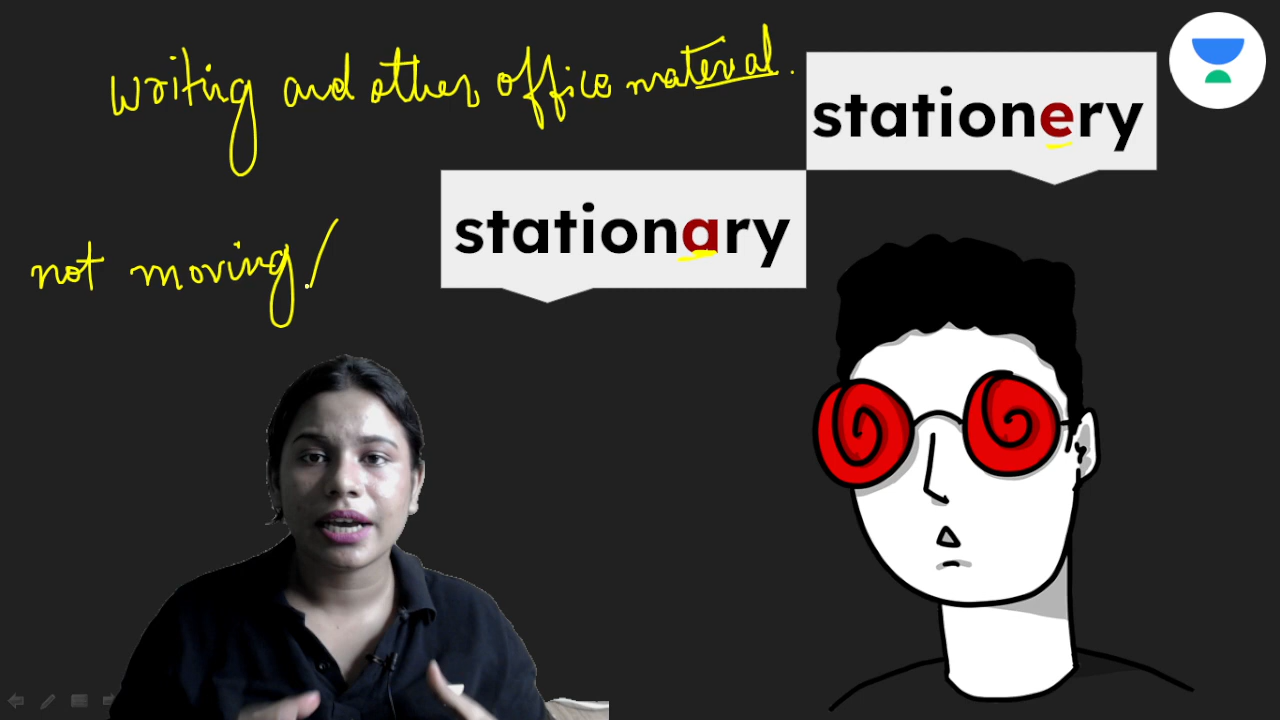 writing and other office material.
stationery
stationary
not moving/